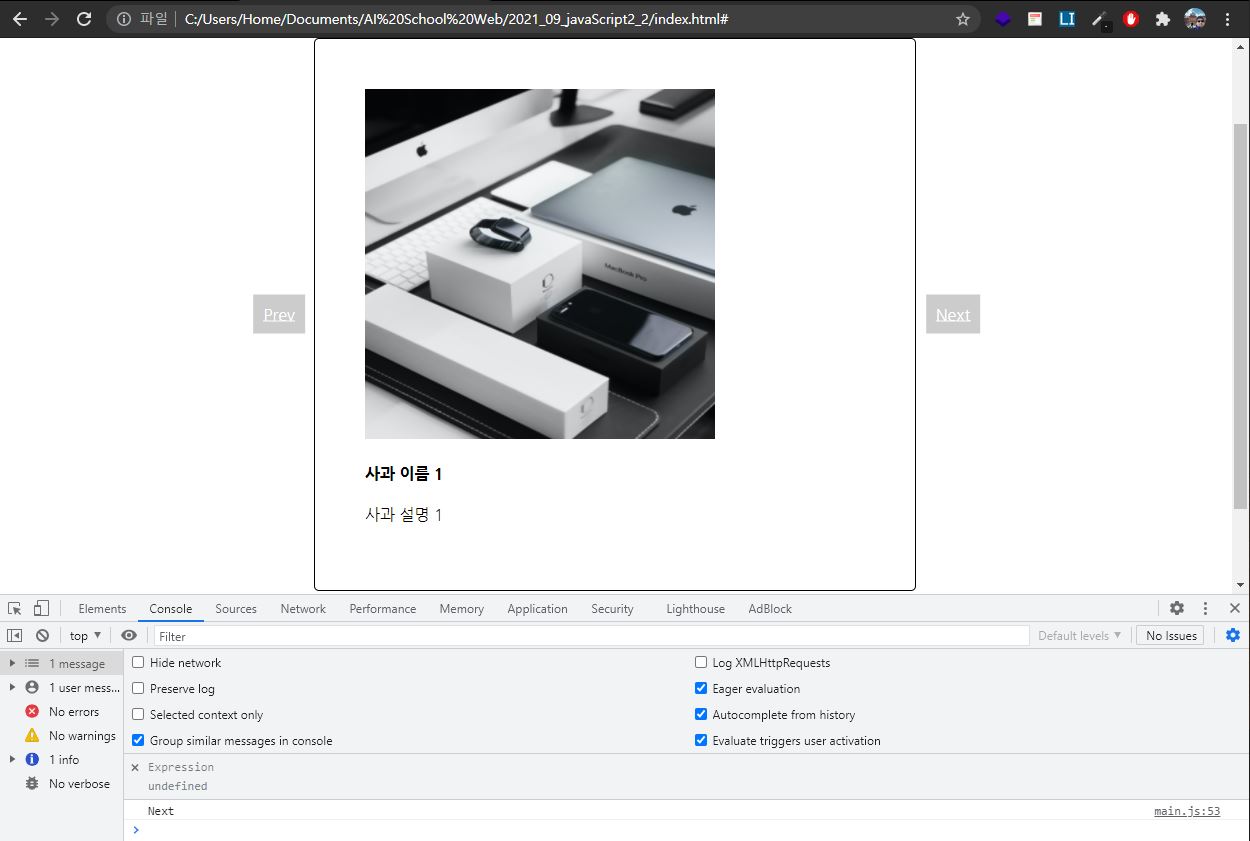 파일 C:/Users/Home/Documents/AI%20School%20Web/2021_09_javaScript2_2/index.html#
LI
MacBook Pro
Prev
Next
사과 이름 1
사과 설명 1
Elements Console Sources Network Performance Memory Application Security Lighthouse AdBlock
top ▼ Filter Default levels ▼ No Issues
1 message
1 user mess...
No errors
No warnings
1 info
No verbose
Hide network
Log XMLHttpRequests
Preserve log
Eager evaluation
Selected context only
Autocomplete from history
Group similar messages in console
Evaluate triggers user activation
Expression
undefined
Next main.js:53